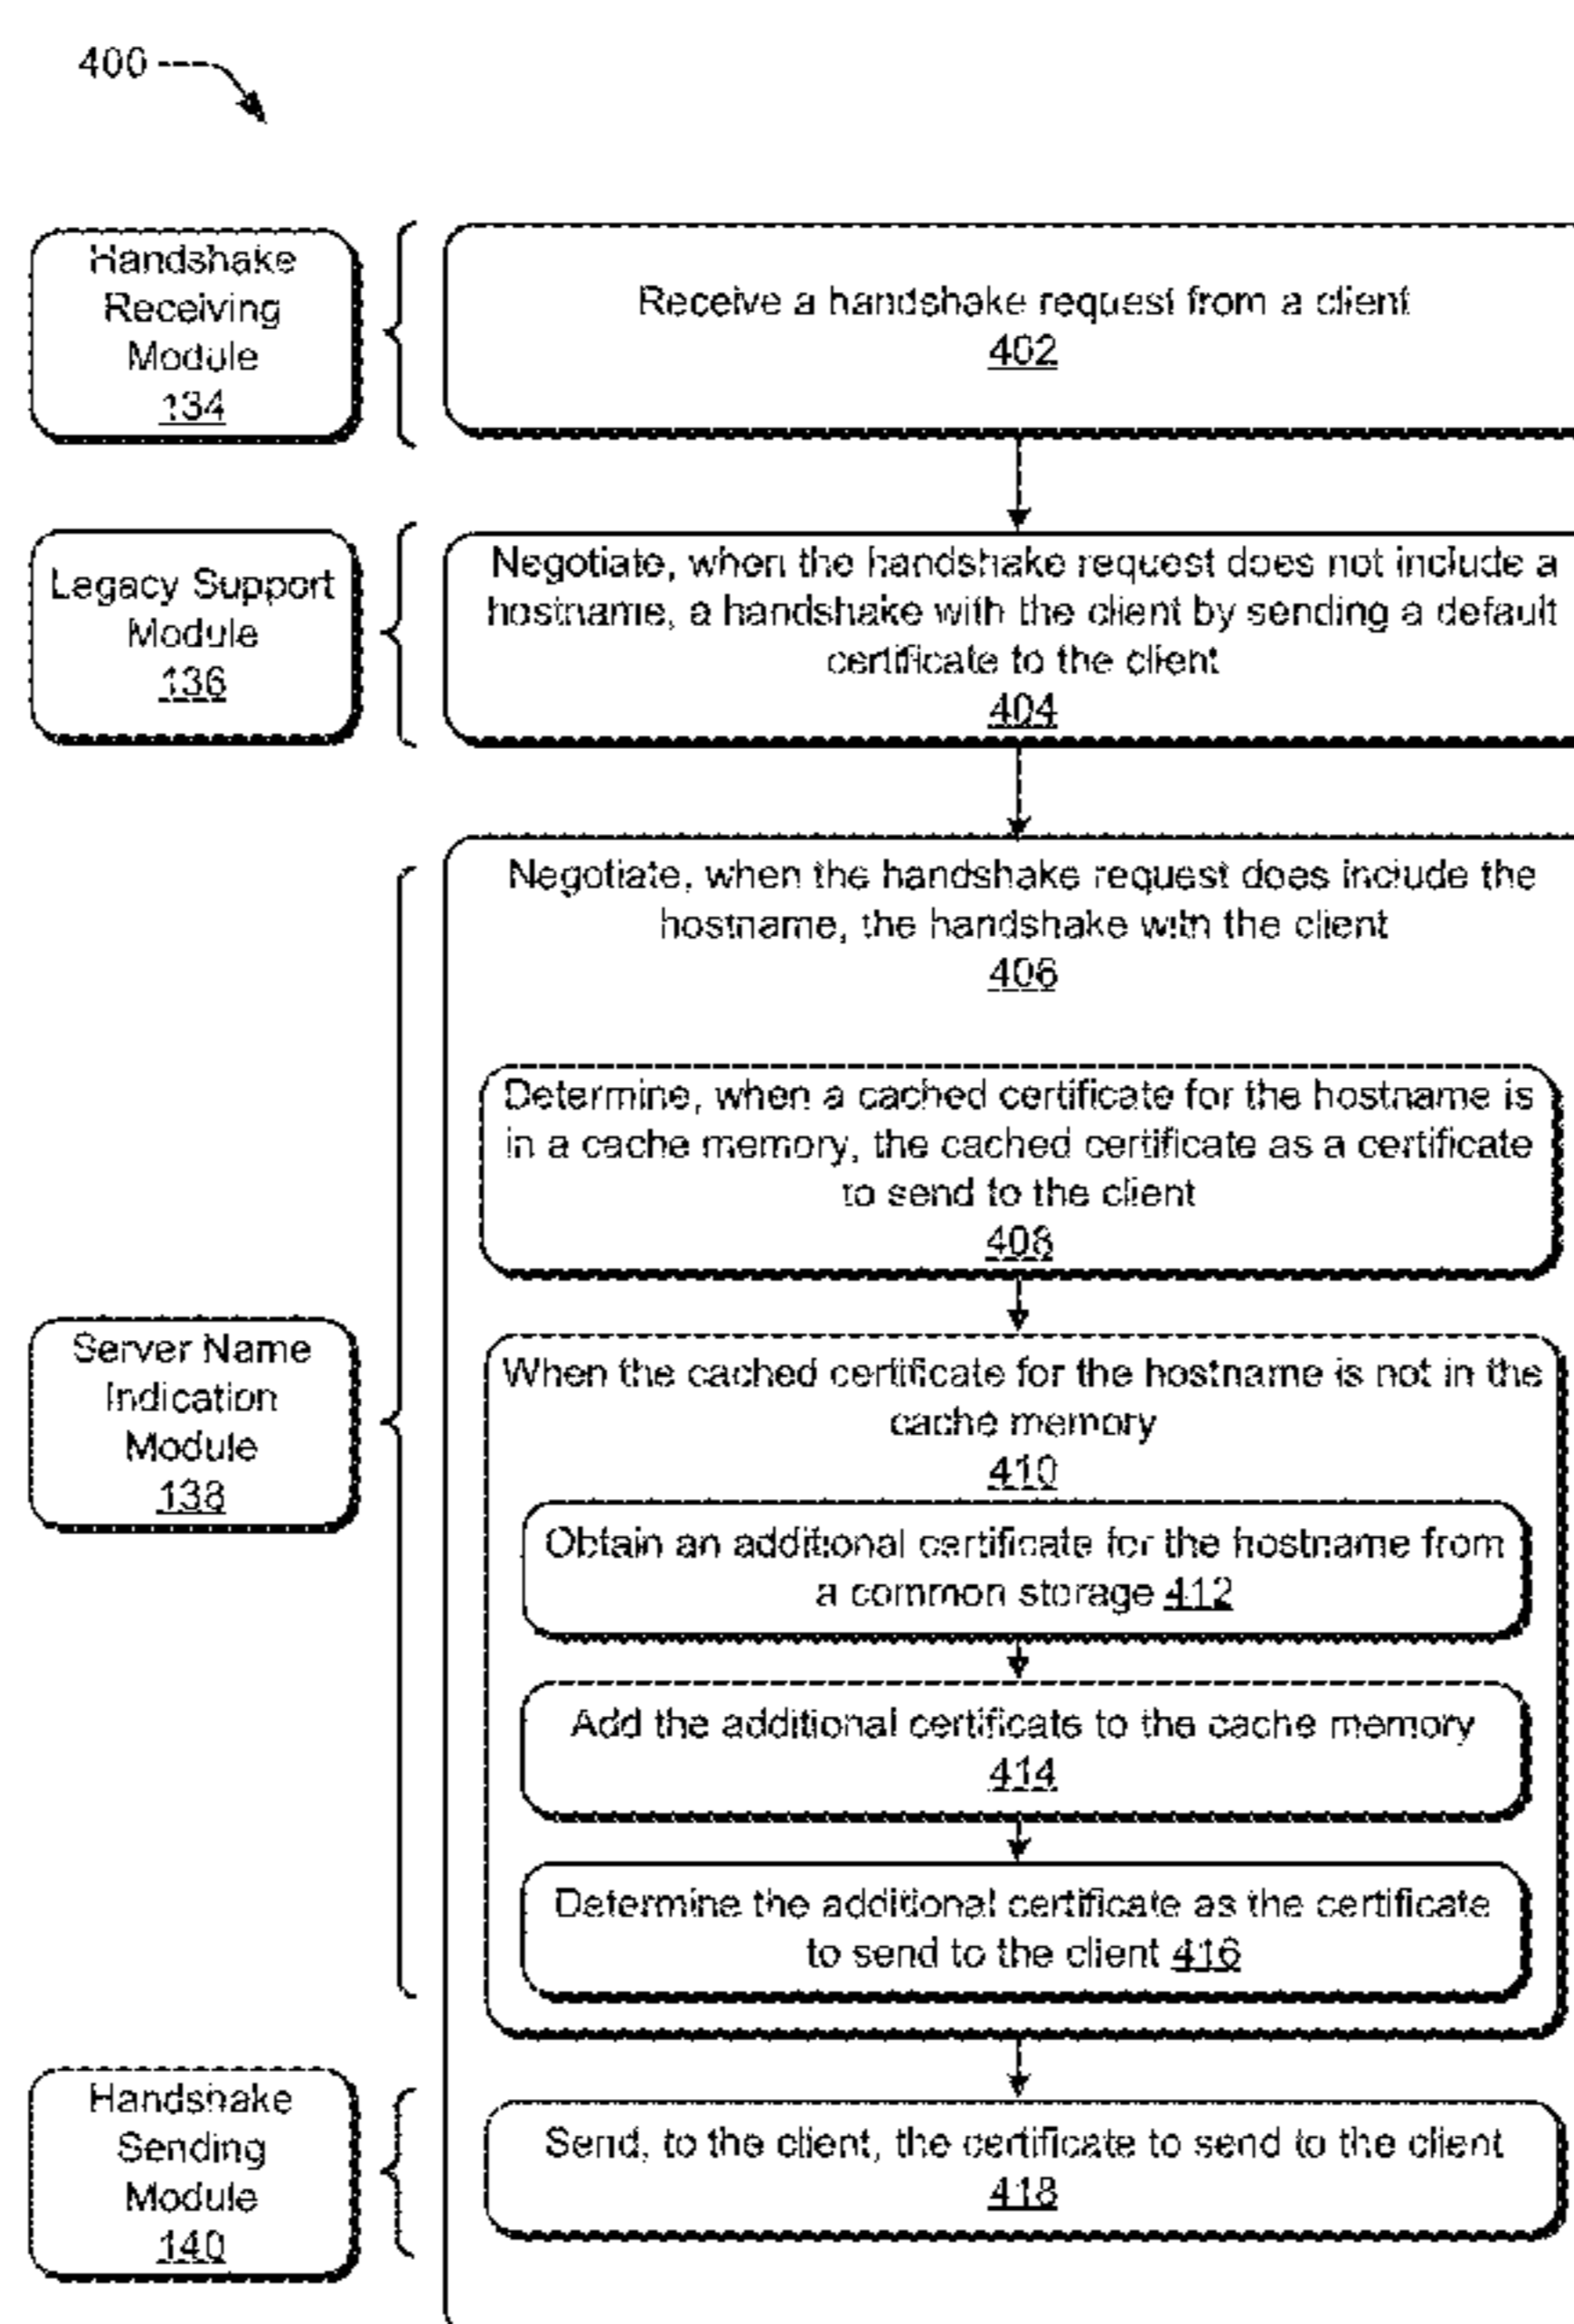 400
Handshake
Receiving
Module
134
Receive a handshake request from a client
402
Legacy Support
Module
136
Negotiate, when the handshake request does not include a
hostname, a handshake with the client by sending a default
certificate to the client
404
Negotiate, when the handshake request does include the
hostname, the handshake with the client
406
Determine, when a cached certificate for the hostname is
in a cache memory, the cached certificate as a certificate
to send to the client
408
Server Name
Indication
Module
138
When the cached certificate for the hostname is not in the
cache memory
410
Obtain an additional certificate for the hostname from
a common storage 412
Add the additional certificate to the cache memory
414
Determine the additional certificate as the certificate
to send to the client 416
Handshake
Sending
Module
140
Send, to the client, the certificate to send to the client
418